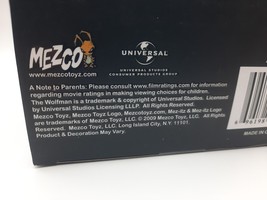 MEZCO
www.mezcotoyz.com
UNIVERSAL
UNIVERSAL STUDIOS
CONSUMER PRODUCTS GROUP
A Note to Parents. Please consult www.filmratings.com for information
regarding movie ratings in making viewing choices for children.
The Wolfman is a trademark & copyright of Universal Studios. Licensed
by Universal Studios Licensing LLLP. All Rights Reserved.
Mezco, Mezco Toyz, Mezco Toyz Logo, Mezcotoyz.com, Mez-Itz & Moz-Itz Logo
are trademarks of Mezco Toyz, LLC. © 2009 Mezco Toyz, LLC. All Rights
Reserved. Mezco Toyz, LLC. Long Island City, N.Y. 11101.
Product & Decoration May Vary
MADE IN